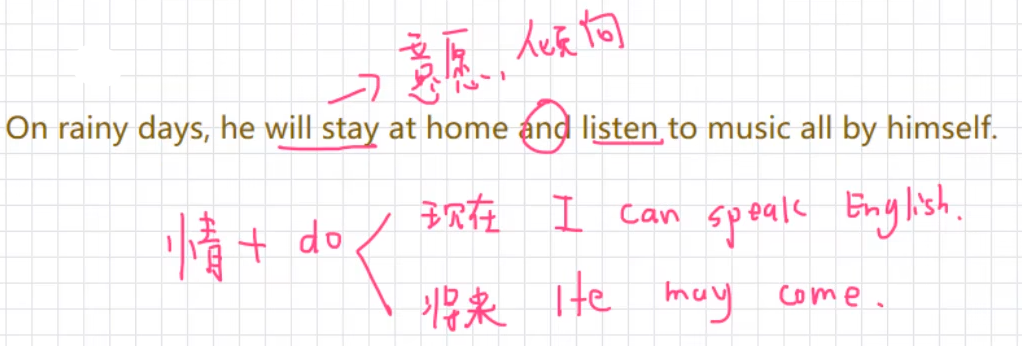 意愿, 倾向
On rainy days, he will stay at home and listen to music all by himself.
情+ do
现在 I can speak English.
将来 He may come.